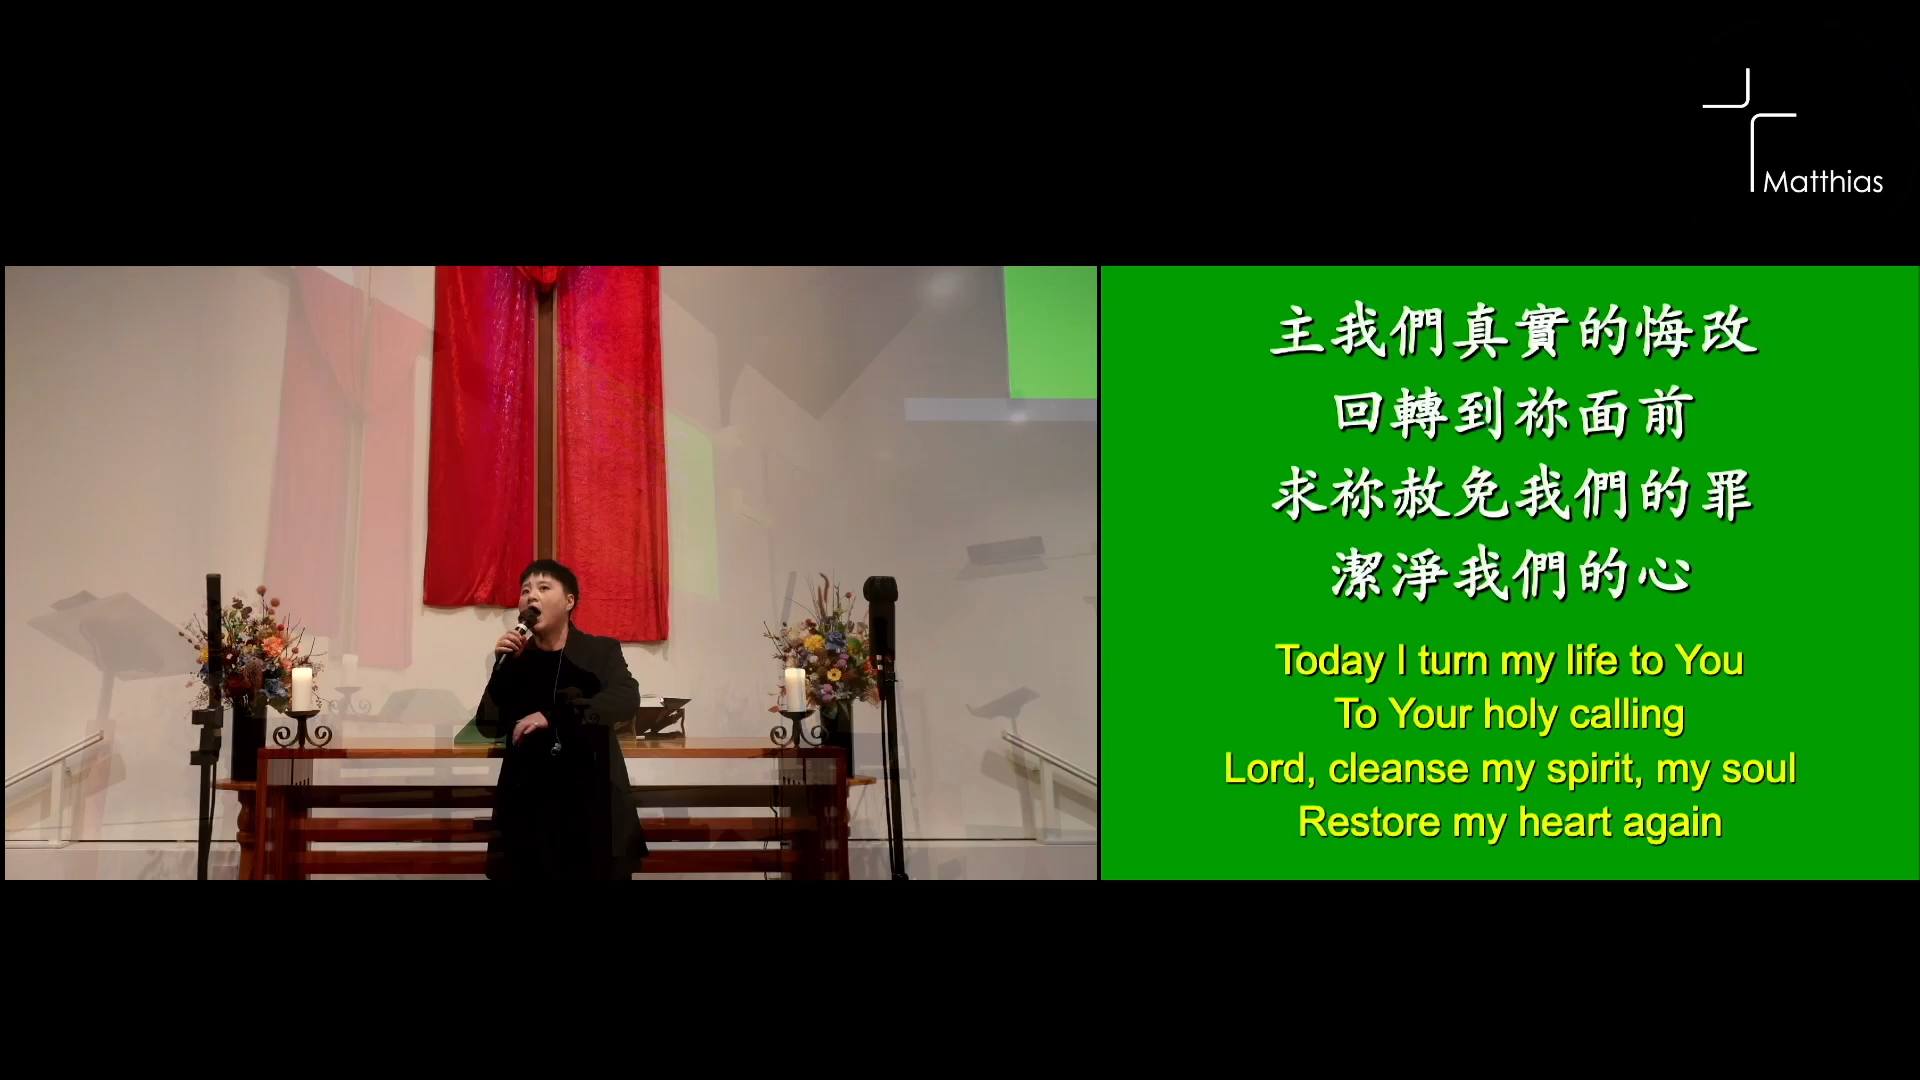 Matthias
主我們真實的悔改
回轉到祢面前
求祢赦免我們的罪
潔淨我們的心
Today I turn my life to You
To Your holy calling
Lord, cleanse my spirit, my soul
Restore my heart again